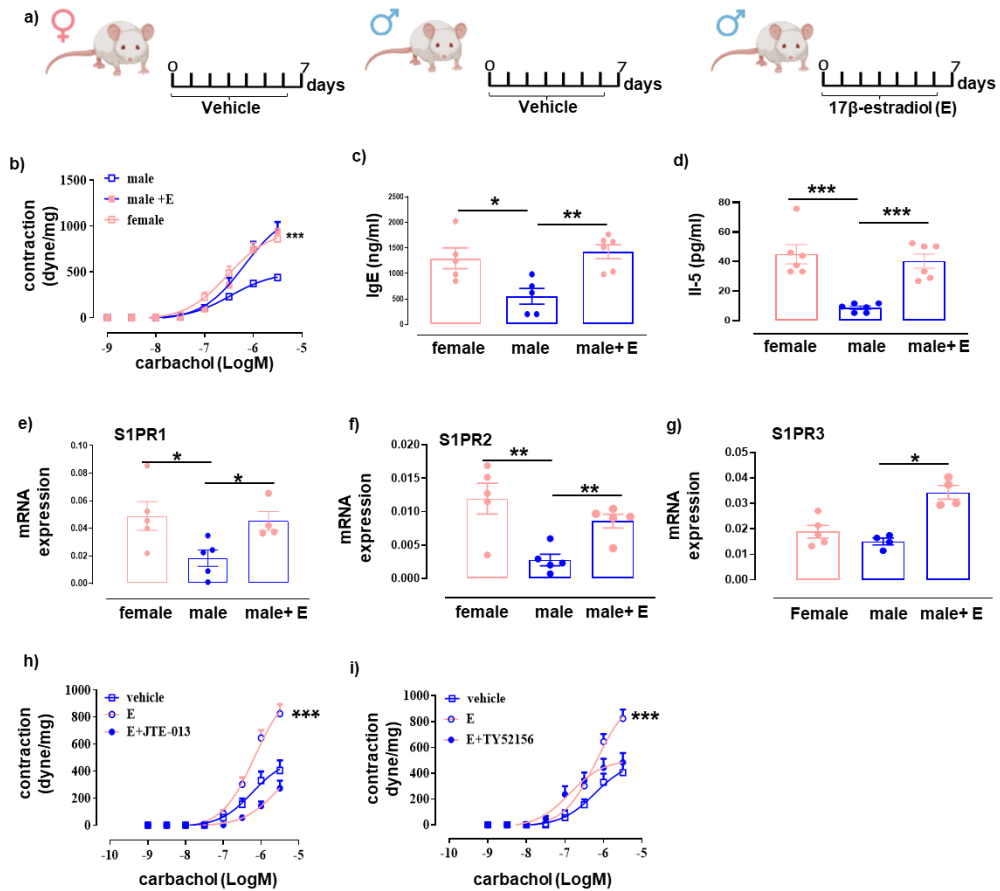 a)
♀
♂
♂
0 7
days
Vehicle
0 7
days
Vehicle
0 7
days
17β-estradiol (E)
b)
male
male +E
female
contraction
(dyne/mg)
1500
1000
500
0
***
-9 -8 -7 -6 -5
carbachol (LogM)
c)
IgE (ng/ml)
2500
2000
1500
1000
500
0
* **
female male male+ E
d)
Il-5 (pg/ml)
80
60
40
20
0
*** ***
female male male+ E
e)
S1PR1
mRNA
expression
0.10
0.08
0.06
0.04
0.02
0.00
* *
female male male+ E
f)
S1PR2
mRNA
expression
0.020
0.015
0.010
0.005
0.000
** **
female male male+ E
g)
S1PR3
mRNA
expression
0.05
0.04
0.03
0.02
0.01
0.00
*
Female male male+ E
h)
vehicle
E
E+JTE-013
contraction
(dyne/mg)
1000
800
600
400
200
0
***
-10 -9 -8 -7 -6 -5
carbachol (LogM)
i)
vehicle
E
E+TY52156
contraction
dyne/mg)
1000
800
600
400
200
0
***
-10 -9 -8 -7 -6 -5
carbachol (LogM)